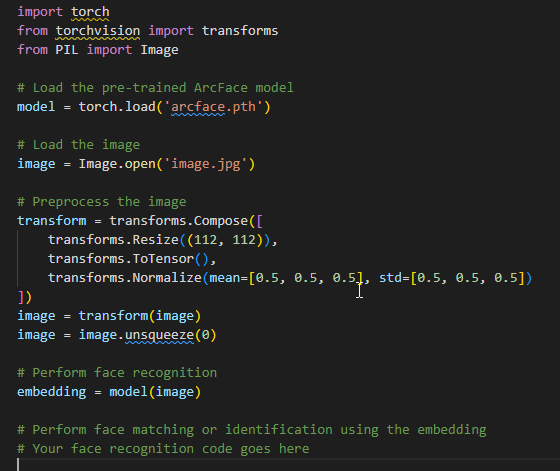 import torch
from torchvision import transforms
from PIL import Image
# Load the pre-trained ArcFace model
model = torch.load('arcface.pth')
# Load the image
image = Image.open('image.jpg')
# Preprocess the image
transform = transforms.Compose([
    transforms.Resize((112, 112)),
    transforms.ToTensor(),
    transforms.Normalize(mean=[0.5, 0.5, 0.5], std=[0.5, 0.5, 0.5])
])
image = transform(image)
image = image.unsqueeze(0)
# Perform face recognition
embedding = model(image)
# Perform face matching or identification using the embedding
# Your face recognition code goes here